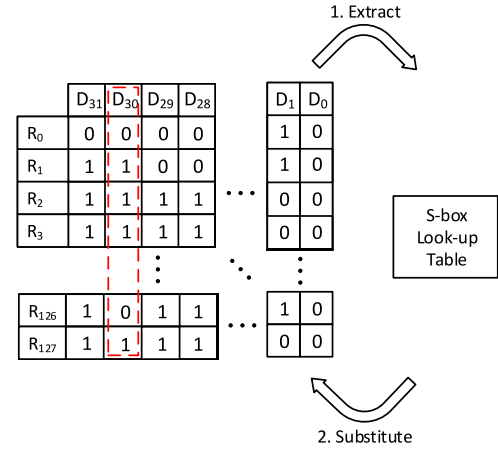 1. Extract
D31 D30 D29 D28 D1 D0
R0 0 0 0 0 1 0
R1 1 1 0 0 1 0
R2 1 1 1 1 ... 0 0
R3 1 1 1 1 0 0
S-box
Look-up
Table
R126 1 0 1 1 ... 1 0
R127 1 1 1 1 0 0
2. Substitute